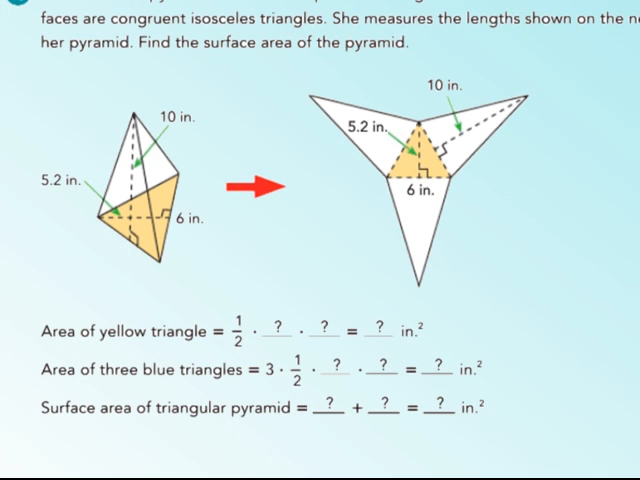 faces are congruent isosceles triangles. She measures the lengths shown on the
her pyramid. Find the surface area of the pyramid.
10 in.
5.2 in.
6 in.
10 in.
5.2 in.
6 in.
Area of yellow triangle = 1/2 · ? · ? = ? in.²
Area of three blue triangles = 3 · 1/2 · ? · ? = ? in.²
Surface area of triangular pyramid = ? + ? = ? in.²